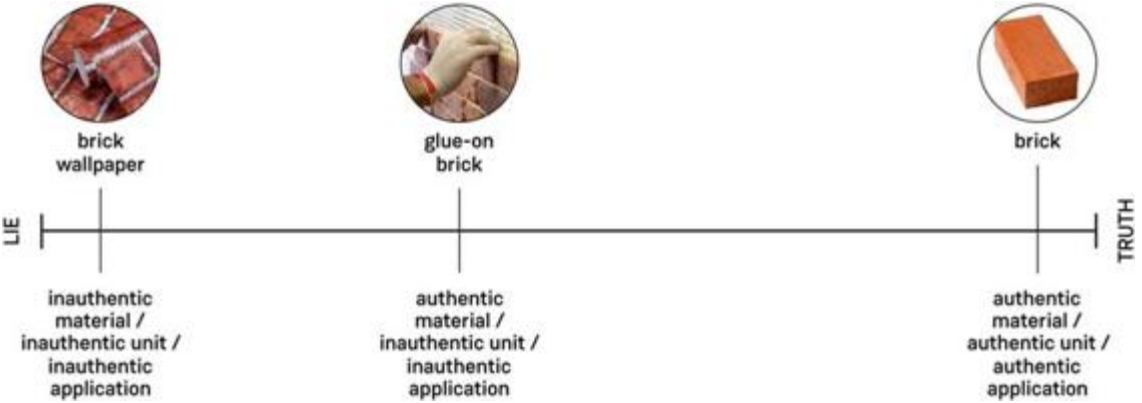 brick
wallpaper
glue-on
brick
brick
LIE
TRUTH
inauthentic
material /
inauthentic unit /
inauthentic
application
authentic
material /
inauthentic unit /
inauthentic
application
authentic
material /
authentic unit /
authentic
application